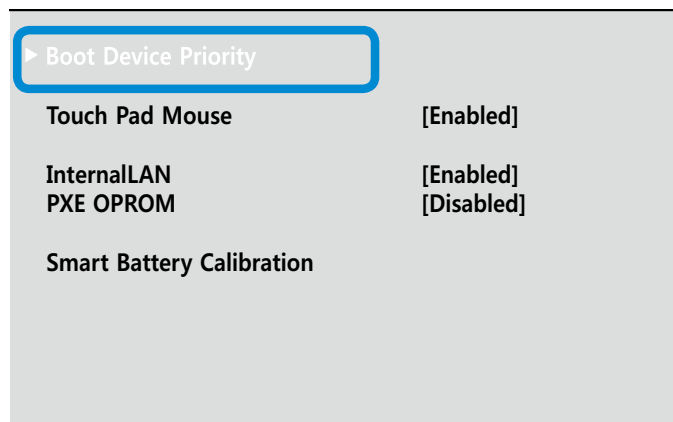 ▶ Boot Device Priority
Touch Pad Mouse [Enabled]
InternalLAN [Enabled]
PXE OPROM [Disabled]
Smart Battery Calibration